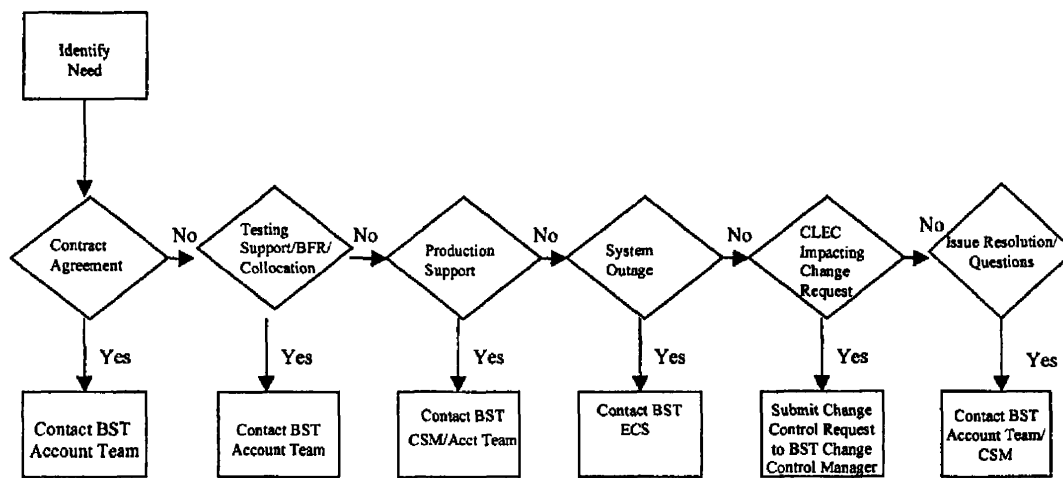 Identify
Need
Contract
Agreement
No
Testing
Support/BFR/
Collocation
No
Production
Support
No
System
Outage
No
CLEC
Impacting
Change
Request
No
Issue Resolution/
Questions
Yes
Yes
Yes
Yes
Yes
Yes
Contact BST
Account Team
Contact BST
Account Team
Contact BST
CSM/Acct Team
Contact BST
ECS
Submit Change
Control Request
to BST Change
Control Manager
Contact BST
Account Team/
CSM